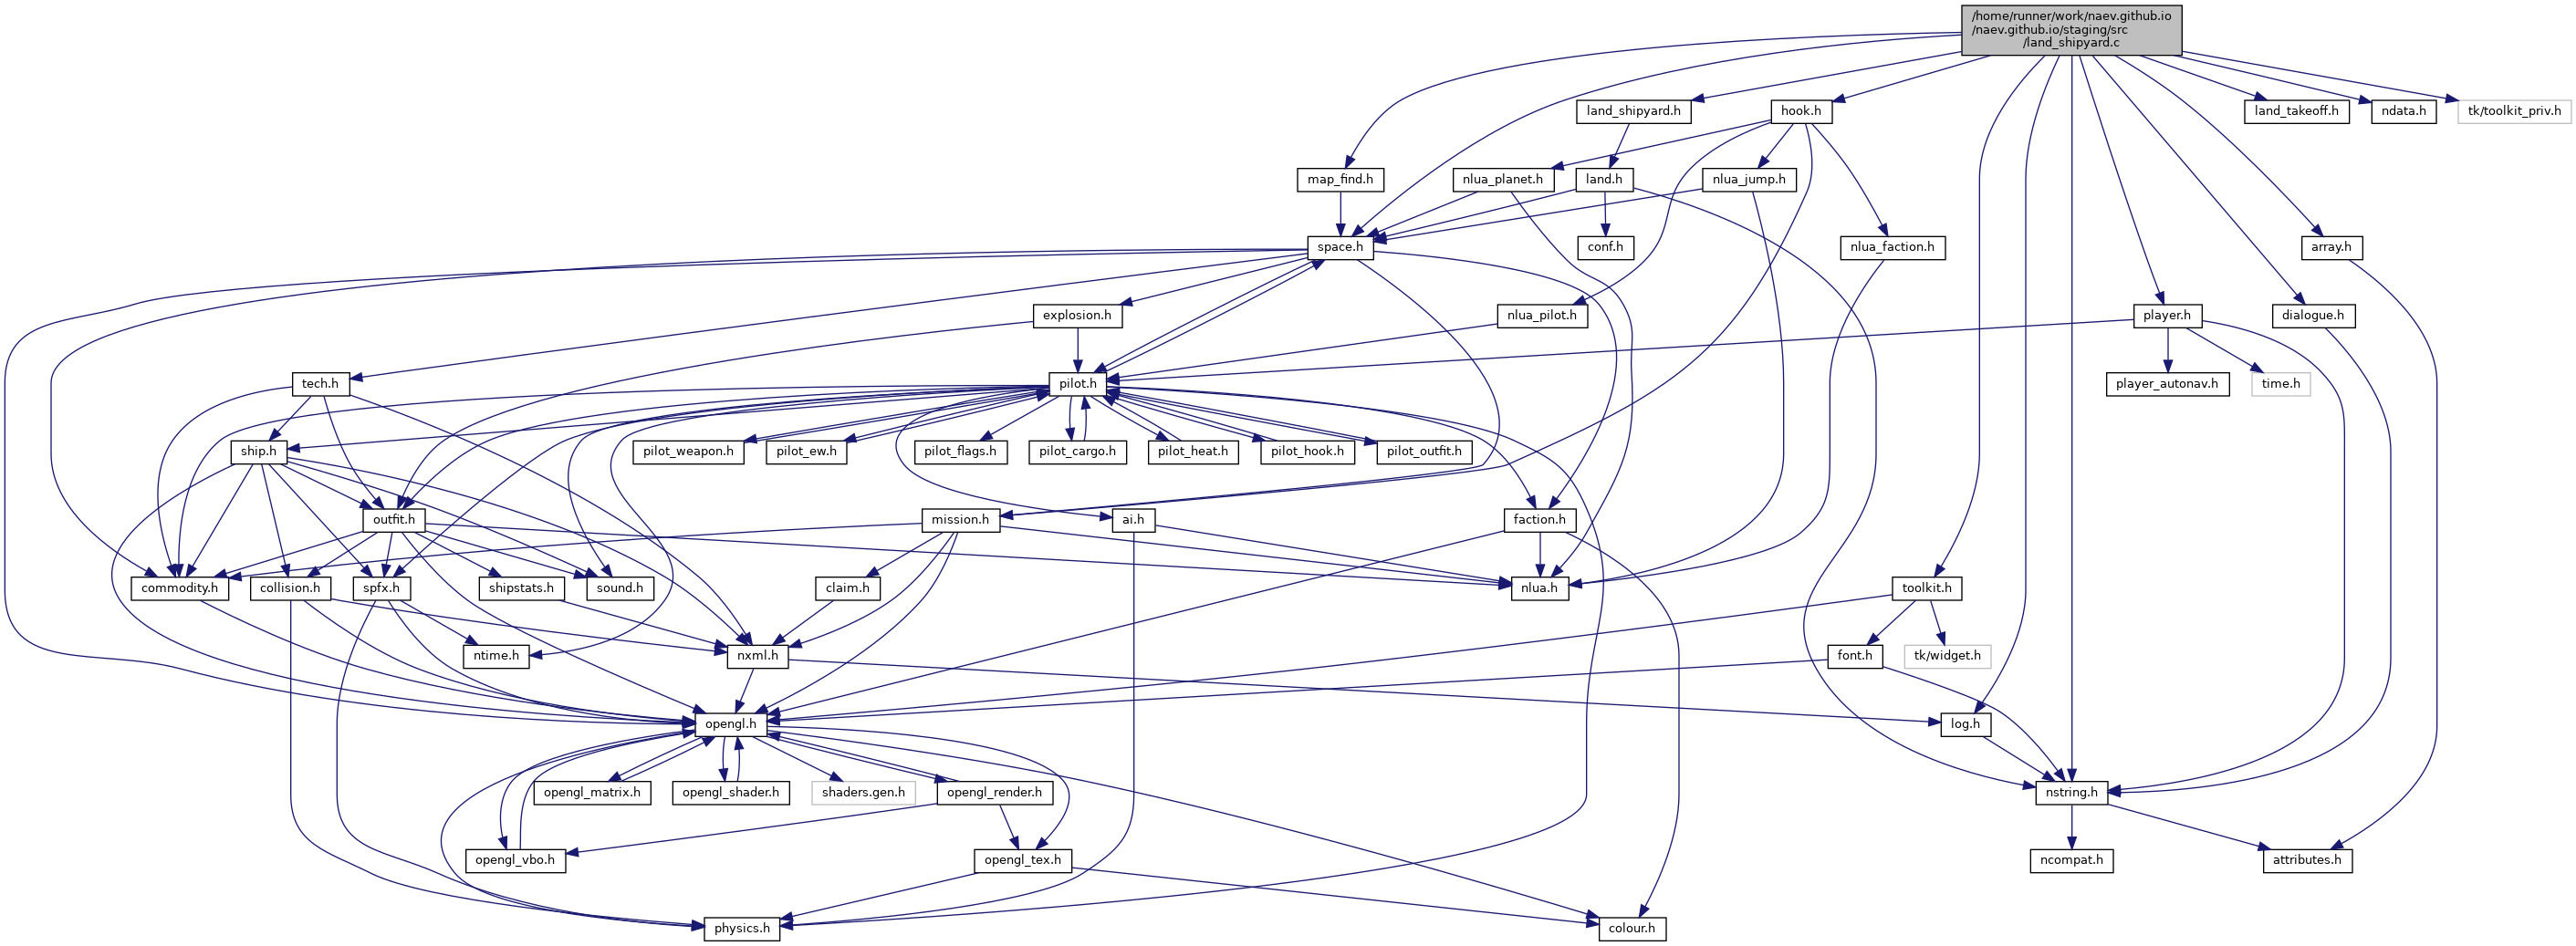 /home/runner/work/naev.github.io
/naev.github.io/staging/src
/land_shipyard.c
land_shipyard.h
hook.h
land_takeoff.h
ndata.h
tk/toolkit_priv.h
map_find.h
nlua_planet.h
land.h
nlua_jump.h
space.h
conf.h
nlua_faction.h
array.h
explosion.h
nlua_pilot.h
player.h
dialogue.h
tech.h
pilot.h
player_autonav.h
time.h
ship.h
pilot_weapon.h
pilot_ew.h
pilot_flags.h
pilot_cargo.h
pilot_heat.h
pilot_hook.h
pilot_outfit.h
outfit.h
mission.h
ai.h
faction.h
commodity.h
collision.h
spfx.h
shipstats.h
sound.h
claim.h
nlua.h
toolkit.h
ntime.h
nxml.h
font.h
tk/widget.h
opengl.h
log.h
opengl_matrix.h
opengl_shader.h
shaders.gen.h
opengl_render.h
nstring.h
opengl_vbo.h
opengl_tex.h
ncompat.h
attributes.h
physics.h
colour.h